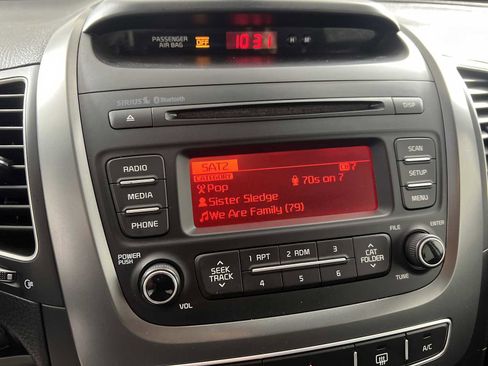 PASSENGER AIR BAG OFF 10:31 H M
SIRIUS Bluetooth DISP
RADIO
MEDIA
PHONE
SAT2 CH 7
CATEGORY
Pop 70s on 7
Sister Sledge
We Are Family (79)
SCAN
SETUP
MENU
POWER PUSH
VOL
SEEK TRACK
1 RPT 2 RDM 3
4 5 6
CAT FOLDER
FILE ENTER
TUNE
A/C